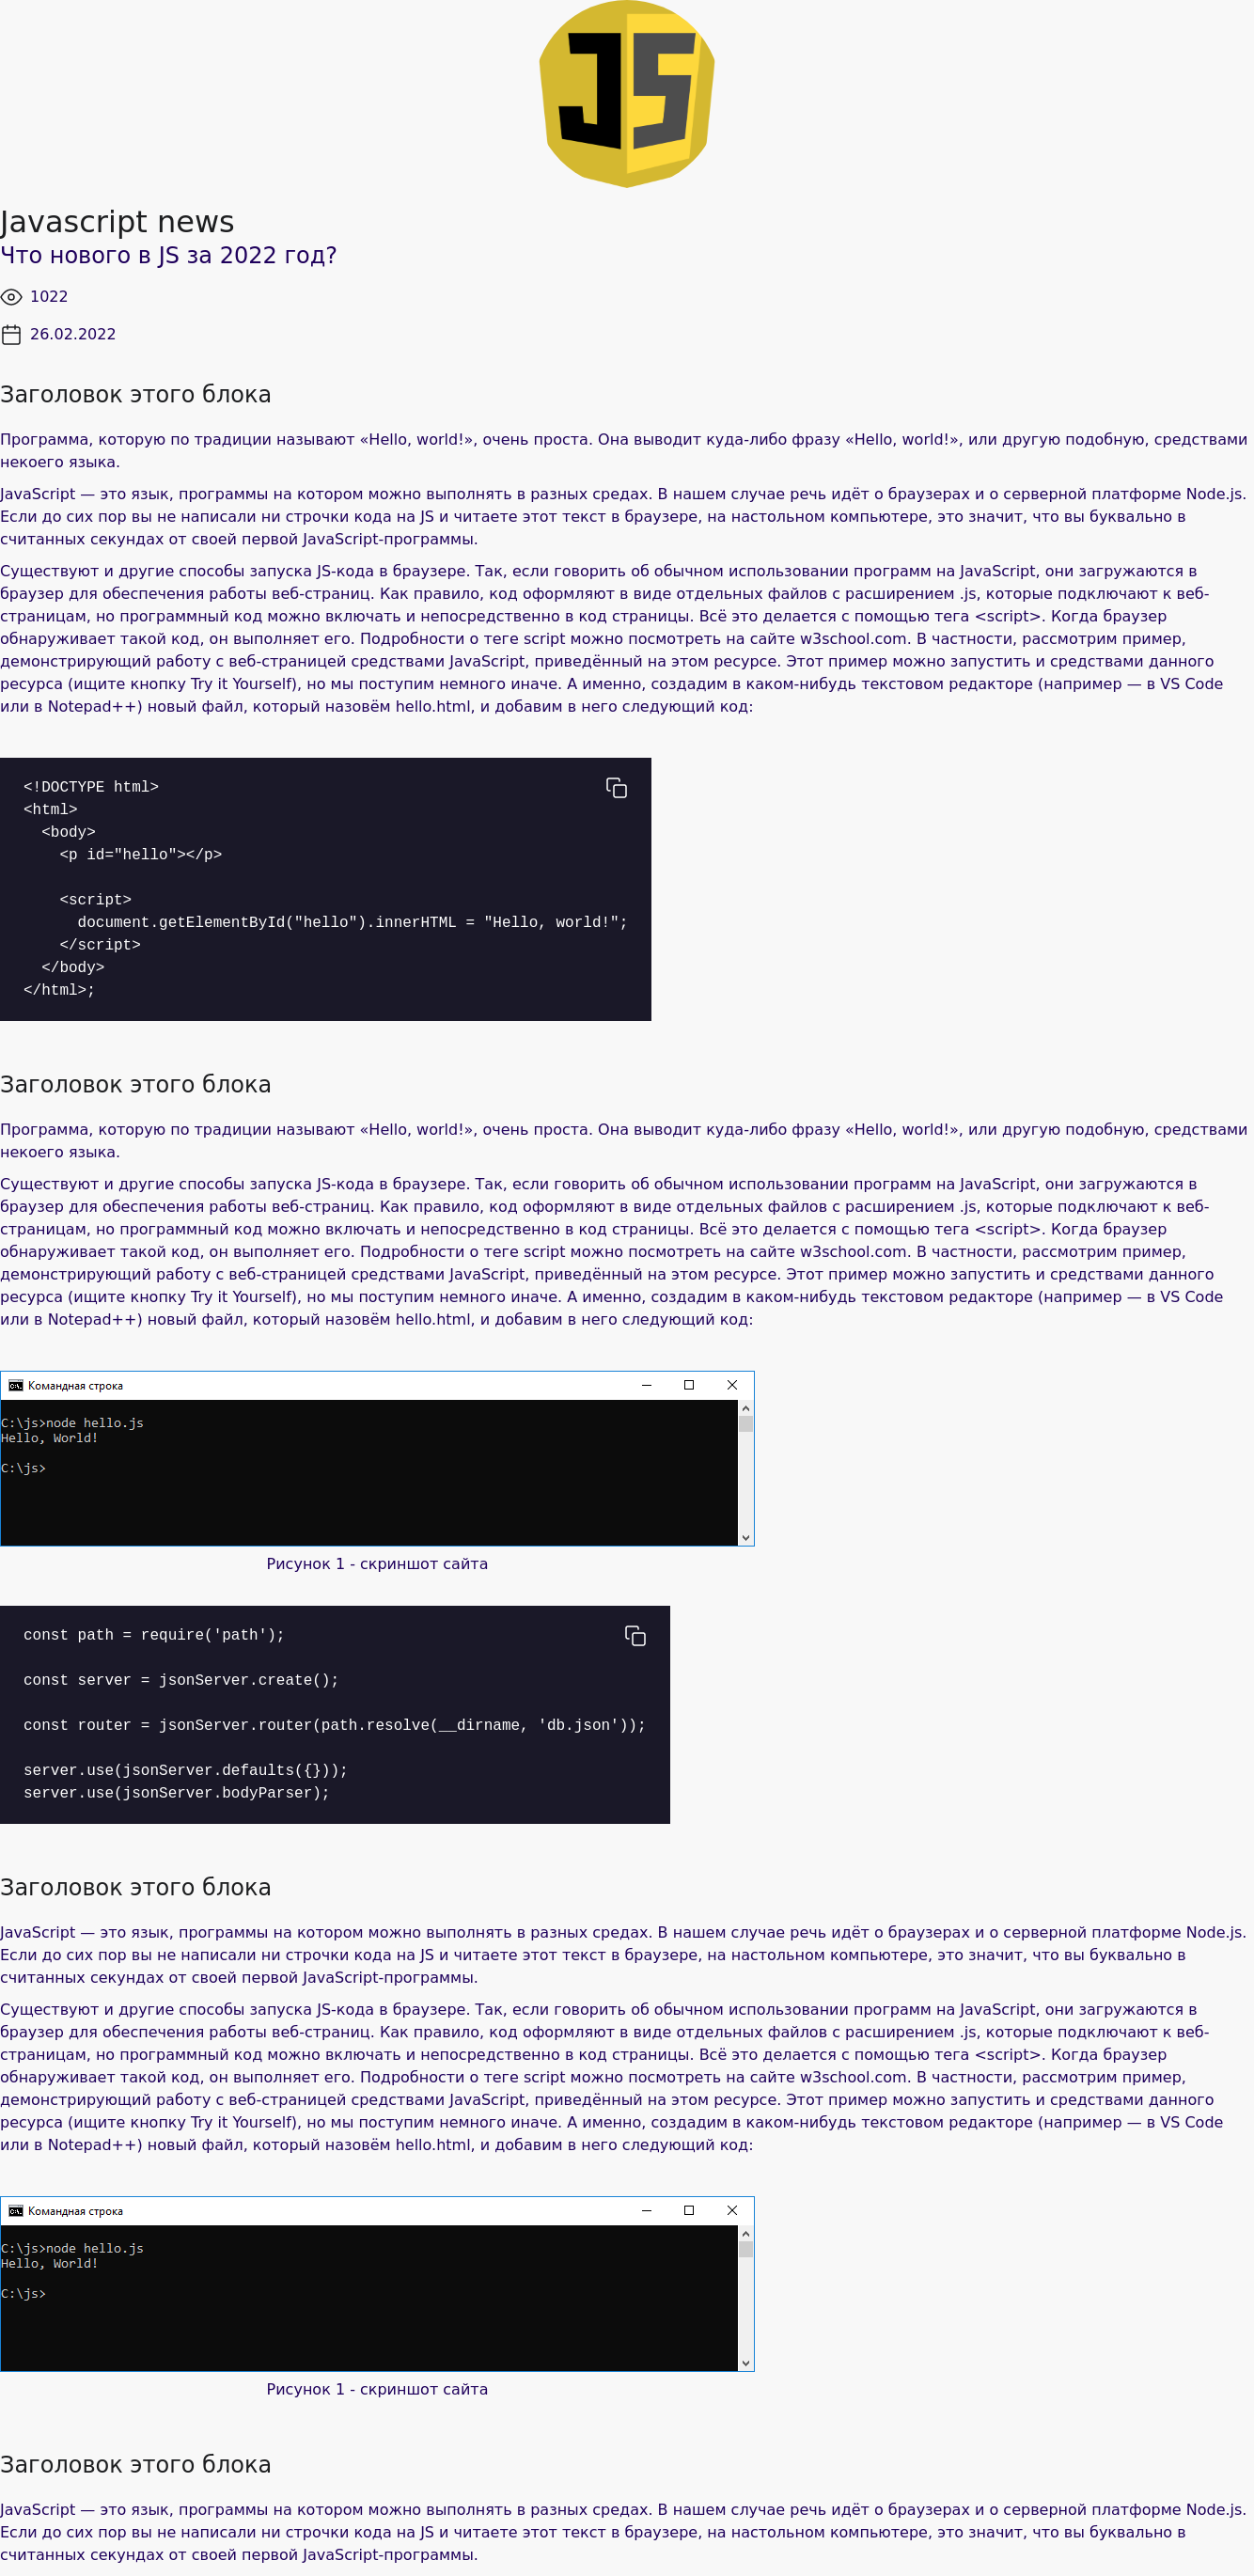 JS
Javascript news
Что нового в JS за 2022 год?
1022
26.02.2022
Заголовок этого блока
Программа, которую по традиции называют «Hello, world!», очень проста. Она выводит куда-либо фразу «Hello, world!», или другую подобную, средствами
некоего языка.
JavaScript — это язык, программы на котором можно выполнять в разных средах. В нашем случае речь идёт о браузерах и о серверной платформе Node.js.
Если до сих пор вы не написали ни строчки кода на JS и читаете этот текст в браузере, на настольном компьютере, это значит, что вы буквально в
считанных секундах от своей первой JavaScript-программы.
Существуют и другие способы запуска JS-кода в браузере. Так, если говорить об обычном использовании программ на JavaScript, они загружаются в
браузер для обеспечения работы веб-страниц. Как правило, код оформляют в виде отдельных файлов с расширением .js, которые подключают к веб-
страницам, но программный код можно включать и непосредственно в код страницы. Всё это делается с помощью тега <script>. Когда браузер
обнаруживает такой код, он выполняет его. Подробности о теге script можно посмотреть на сайте w3school.com. В частности, рассмотрим пример,
демонстрирующий работу с веб-страницей средствами JavaScript, приведённый на этом ресурсе. Этот пример можно запустить и средствами данного
ресурса (ищите кнопку Try it Yourself), но мы поступим немного иначе. А именно, создадим в каком-нибудь текстовом редакторе (например — в VS Code
или в Notepad++) новый файл, который назовём hello.html, и добавим в него следующий код:
<!DOCTYPE html>
<html>
  <body>
    <p id="hello"></p>
    <script>
      document.getElementById("hello").innerHTML = "Hello, world!";
    </script>
  </body>
</html>;
Заголовок этого блока
Программа, которую по традиции называют «Hello, world!», очень проста. Она выводит куда-либо фразу «Hello, world!», или другую подобную, средствами
некоего языка.
Существуют и другие способы запуска JS-кода в браузере. Так, если говорить об обычном использовании программ на JavaScript, они загружаются в
браузер для обеспечения работы веб-страниц. Как правило, код оформляют в виде отдельных файлов с расширением .js, которые подключают к веб-
страницам, но программный код можно включать и непосредственно в код страницы. Всё это делается с помощью тега <script>. Когда браузер
обнаруживает такой код, он выполняет его. Подробности о теге script можно посмотреть на сайте w3school.com. В частности, рассмотрим пример,
демонстрирующий работу с веб-страницей средствами JavaScript, приведённый на этом ресурсе. Этот пример можно запустить и средствами данного
ресурса (ищите кнопку Try it Yourself), но мы поступим немного иначе. А именно, создадим в каком-нибудь текстовом редакторе (например — в VS Code
или в Notepad++) новый файл, который назовём hello.html, и добавим в него следующий код:
Командная строка
C:\js>node hello.js
Hello, World!
C:\js>
Рисунок 1 - скриншот сайта
const path = require('path');
const server = jsonServer.create();
const router = jsonServer.router(path.resolve(__dirname, 'db.json'));
server.use(jsonServer.defaults({}));
server.use(jsonServer.bodyParser);
Заголовок этого блока
JavaScript — это язык, программы на котором можно выполнять в разных средах. В нашем случае речь идёт о браузерах и о серверной платформе Node.js.
Если до сих пор вы не написали ни строчки кода на JS и читаете этот текст в браузере, на настольном компьютере, это значит, что вы буквально в
считанных секундах от своей первой JavaScript-программы.
Существуют и другие способы запуска JS-кода в браузере. Так, если говорить об обычном использовании программ на JavaScript, они загружаются в
браузер для обеспечения работы веб-страниц. Как правило, код оформляют в виде отдельных файлов с расширением .js, которые подключают к веб-
страницам, но программный код можно включать и непосредственно в код страницы. Всё это делается с помощью тега <script>. Когда браузер
обнаруживает такой код, он выполняет его. Подробности о теге script можно посмотреть на сайте w3school.com. В частности, рассмотрим пример,
демонстрирующий работу с веб-страницей средствами JavaScript, приведённый на этом ресурсе. Этот пример можно запустить и средствами данного
ресурса (ищите кнопку Try it Yourself), но мы поступим немного иначе. А именно, создадим в каком-нибудь текстовом редакторе (например — в VS Code
или в Notepad++) новый файл, который назовём hello.html, и добавим в него следующий код:
Командная строка
C:\js>node hello.js
Hello, World!
C:\js>
Рисунок 1 - скриншот сайта
Заголовок этого блока
JavaScript — это язык, программы на котором можно выполнять в разных средах. В нашем случае речь идёт о браузерах и о серверной платформе Node.js.
Если до сих пор вы не написали ни строчки кода на JS и читаете этот текст в браузере, на настольном компьютере, это значит, что вы буквально в
считанных секундах от своей первой JavaScript-программы.